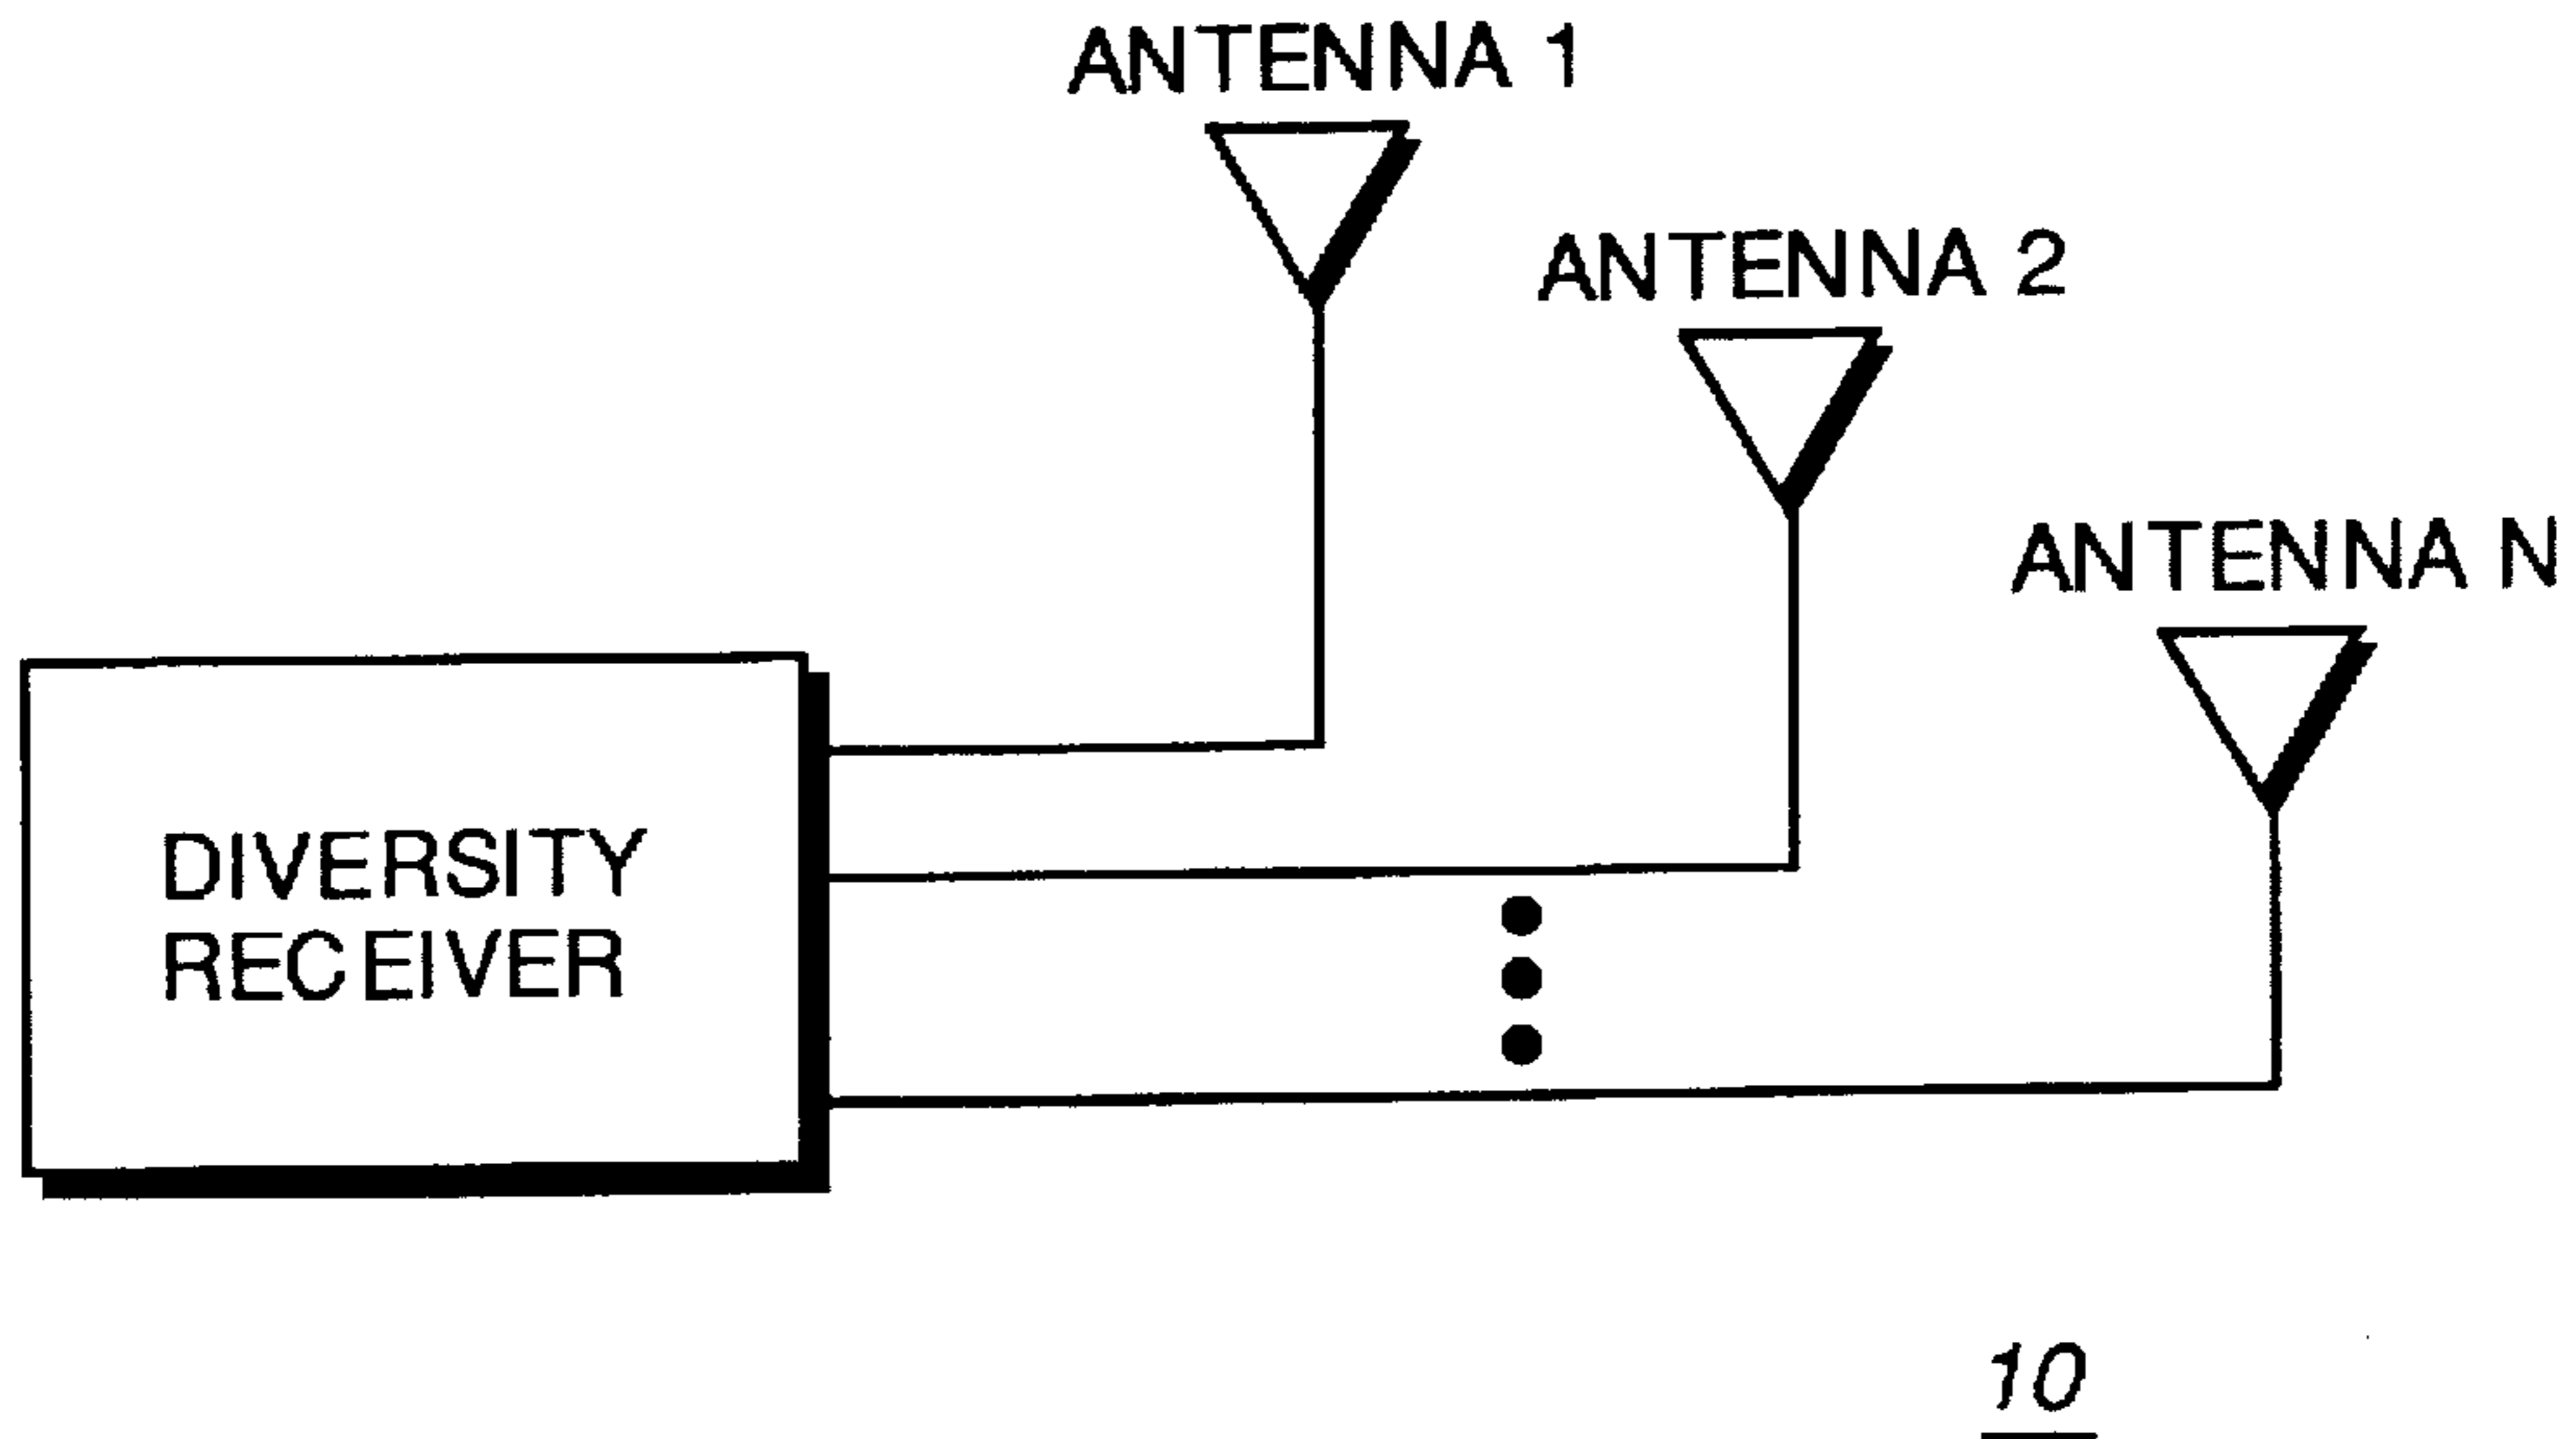 ANTENNA 1
ANTENNA 2
ANTENNA N
DIVERSITY
RECEIVER
10